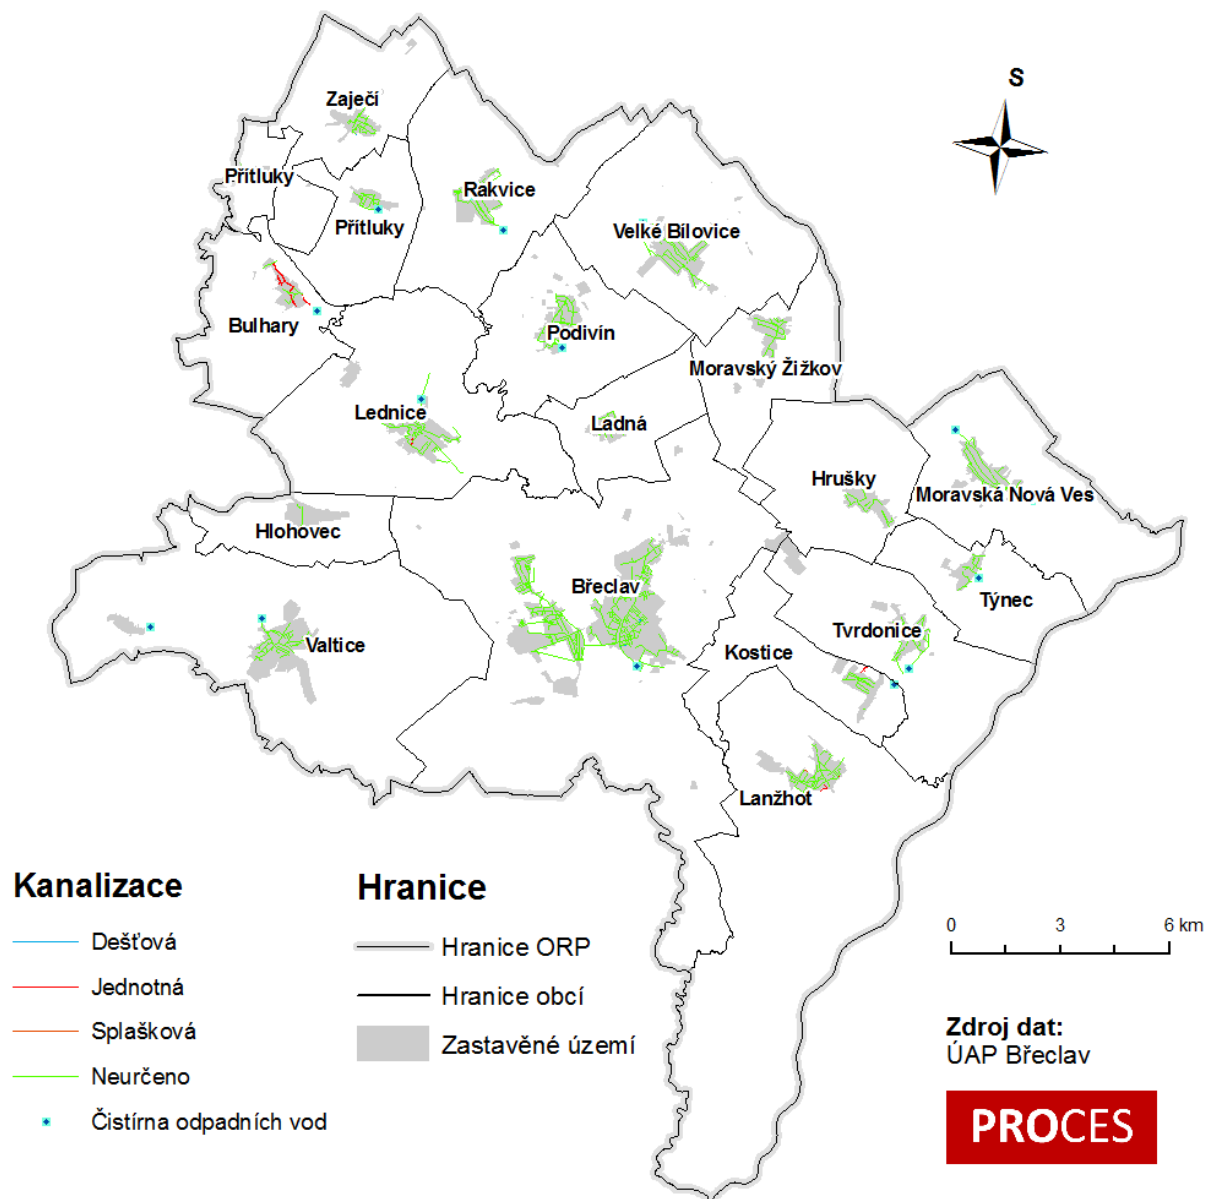 S
Zaječí
Přítluky
Rakvice
Přítluky
Velké Bílovice
Bulhary
Podivín
Moravský Žižkov
Lednice
Ladná
Hrušky
Moravská Nová Ves
Hlohovec
Břeclav
Týnec
Tvrdonice
Valtice
Kostice
Lanžhot
Kanalizace
Dešťová
Jednotná
Splašková
Neurčeno
Čistírna odpadních vod
Hranice
Hranice ORP
Hranice obcí
Zastavěné území
0 3 6 km
Zdroj dat:
ÚAP Břeclav
PROCES